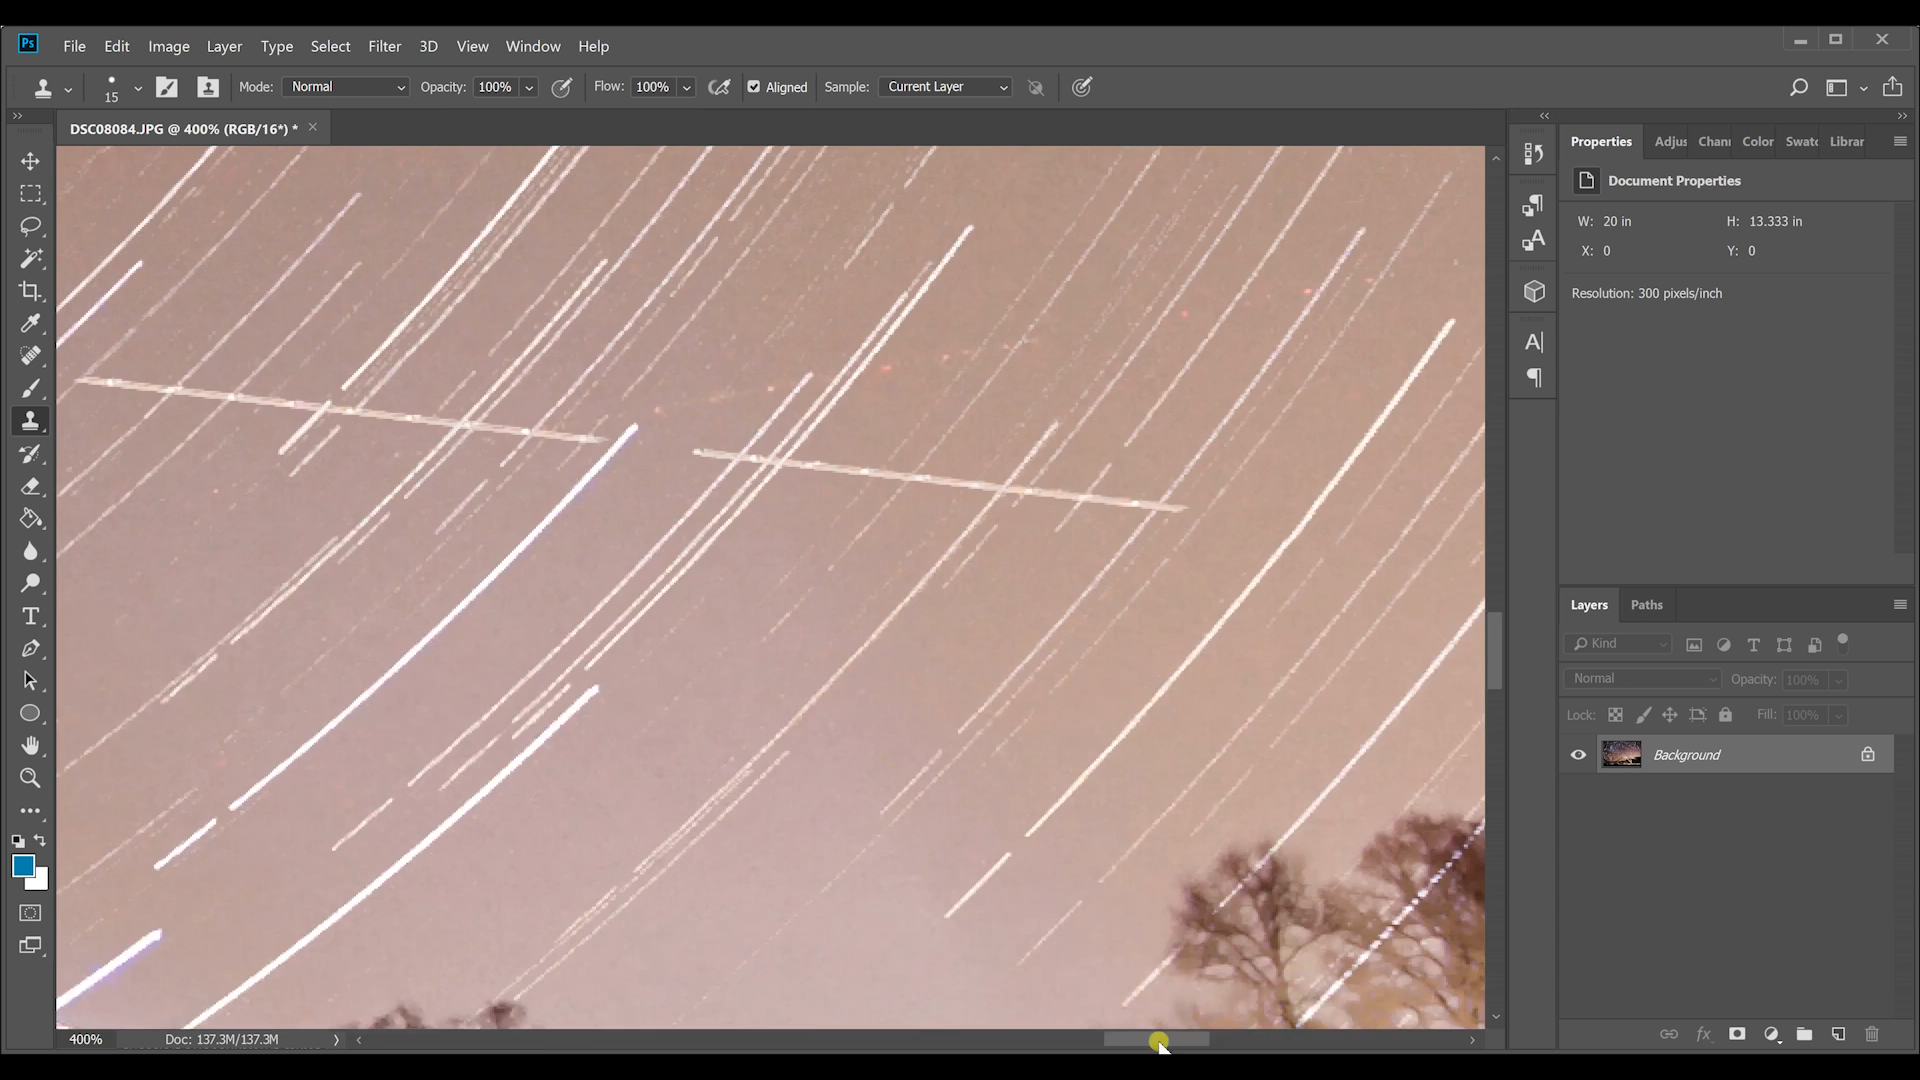 Ps File Edit Image Layer Type Select Filter 3D View Window Help
15 Mode: Normal Opacity: 100% Flow: 100% Aligned Sample: Current Layer
DSC08084.JPG @ 400% (RGB/16*) *
Properties Adjus Chann Color Swatc Librar
Document Properties
W: 20 in H: 13.333 in
X: 0 Y: 0
Resolution: 300 pixels/inch
Layers Paths
Kind
Normal Opacity: 100%
Lock: Fill: 100%
Background
fx
400% Doc: 137.3M/137.3M